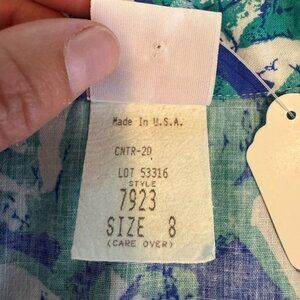 Made In U.S.A.
CNTR-20
LOT 53316
STYLE
7923
SIZE 8
(CARE OVER)